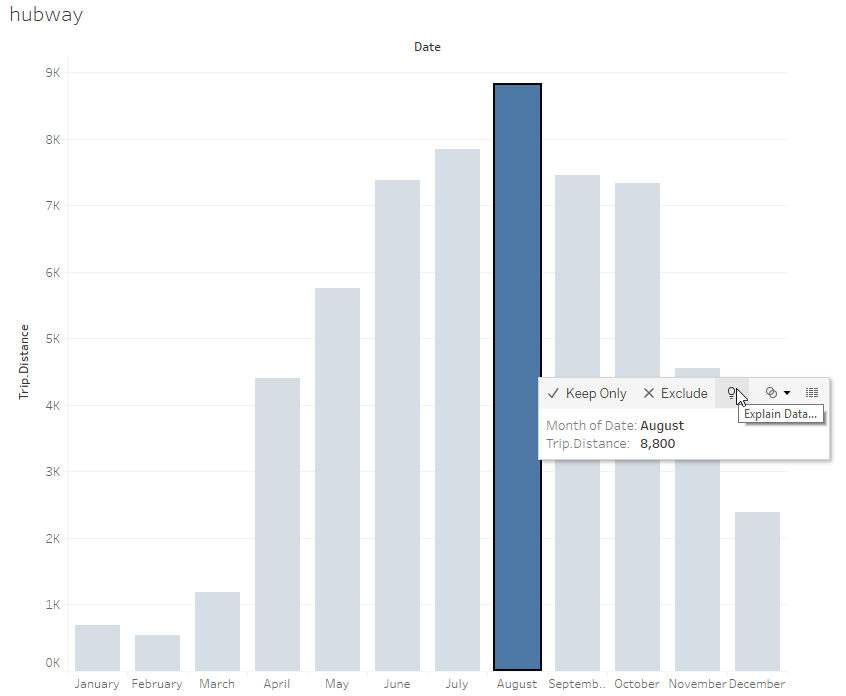 hubway
Date
9K
8K
7K
6K
5K
4K
3K
2K
1K
0K
Trip.Distance
Keep Only Exclude
Explain Data...
Month of Date: August
Trip.Distance: 8,800
January February March April May June July August Septemb.. October November December